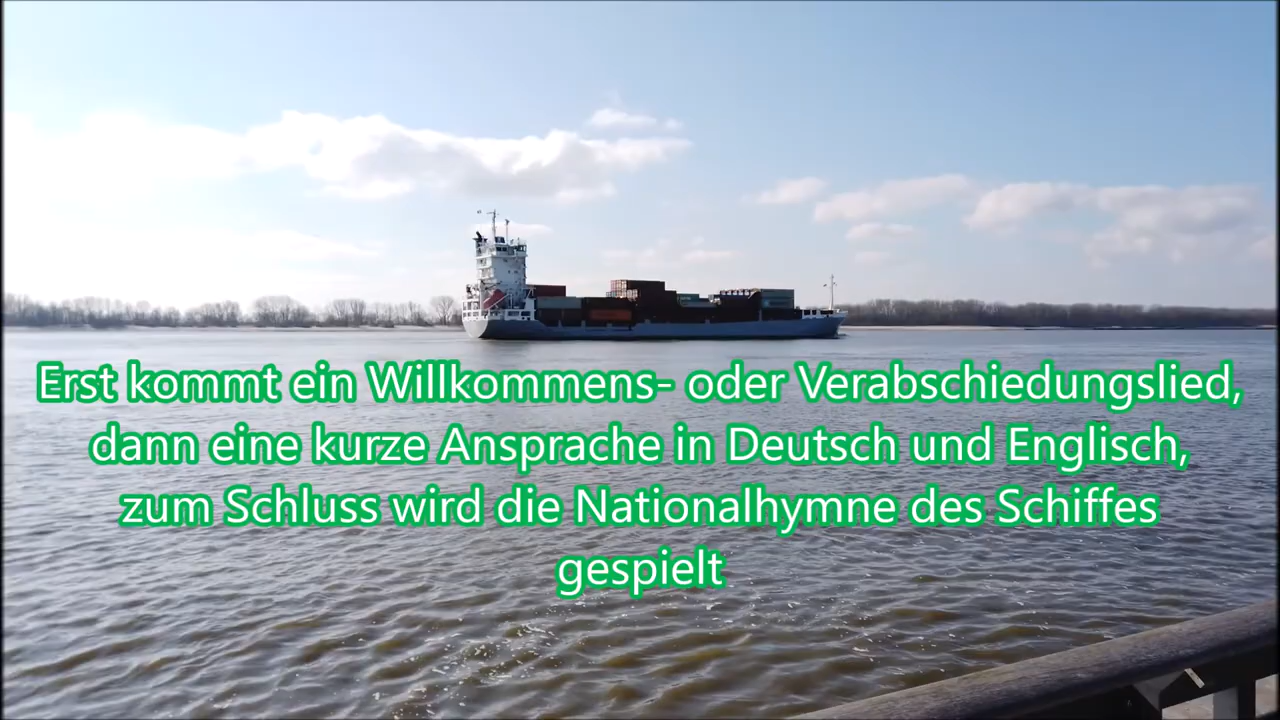 Erst kommt ein Willkommens- oder Verabschiedungslied,
dann eine kurze Ansprache in Deutsch und Englisch,
zum Schluss wird die Nationalhymne des Schiffes
gespielt